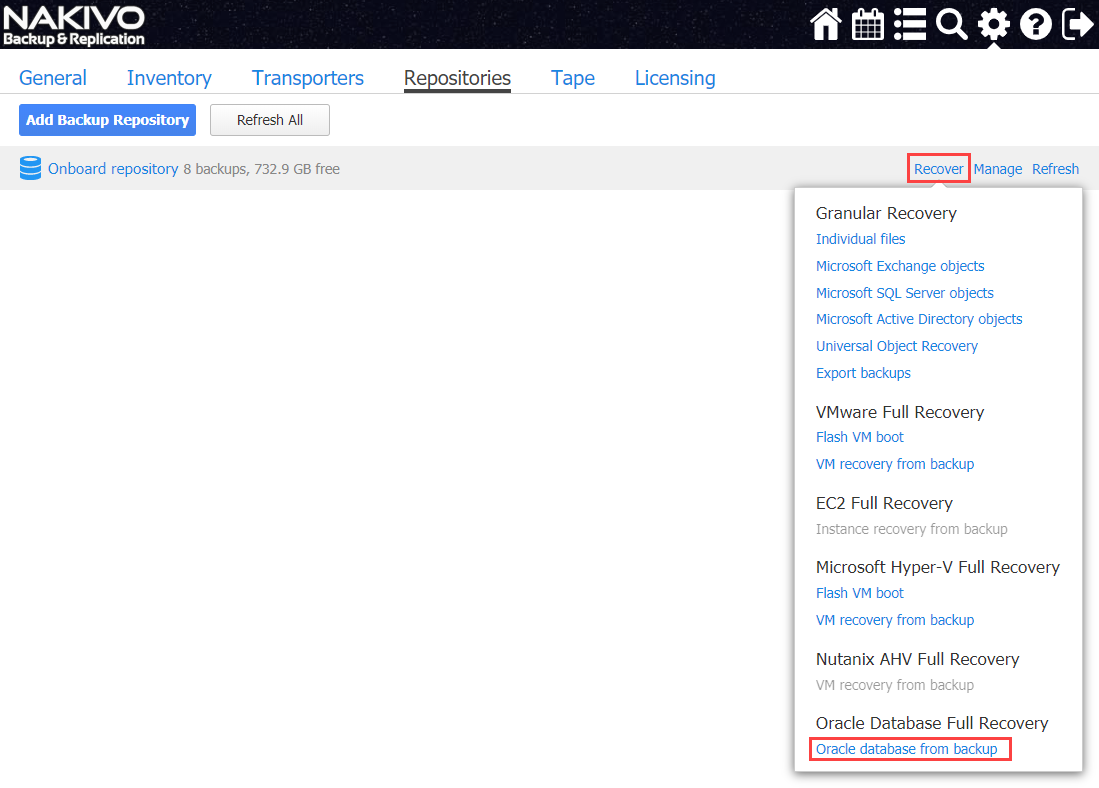 NAKIVO
Backup & Replication
General Inventory Transporters Repositories Tape Licensing
Add Backup Repository Refresh All
Onboard repository 8 backups, 732.9 GB free Recover Manage Refresh
Granular Recovery
Individual files
Microsoft Exchange objects
Microsoft SQL Server objects
Microsoft Active Directory objects
Universal Object Recovery
Export backups
VMware Full Recovery
Flash VM boot
VM recovery from backup
EC2 Full Recovery
Instance recovery from backup
Microsoft Hyper-V Full Recovery
Flash VM boot
VM recovery from backup
Nutanix AHV Full Recovery
VM recovery from backup
Oracle Database Full Recovery
Oracle database from backup